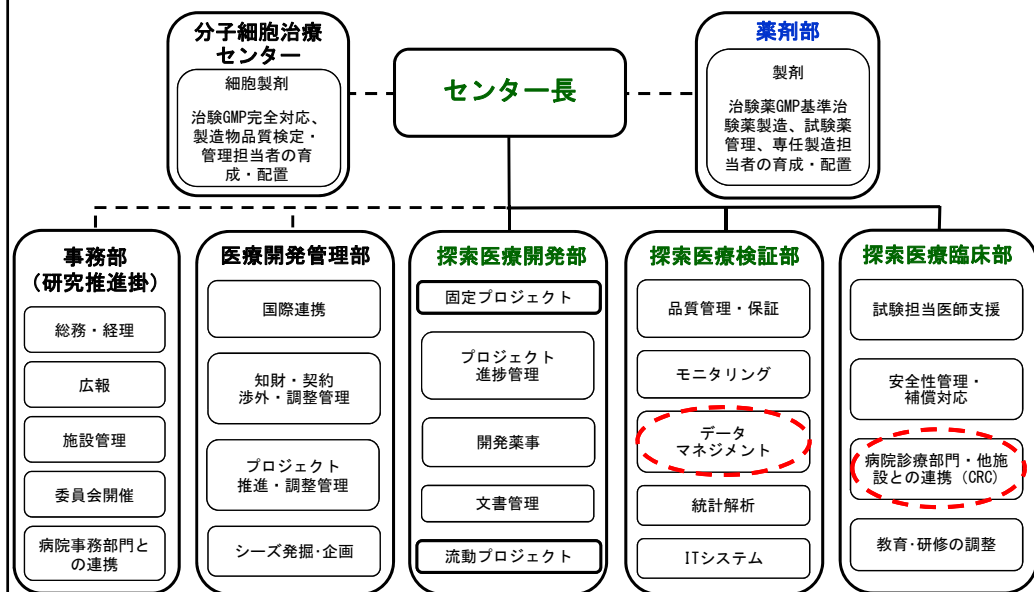 分子細胞治療
センター
細胞製剤
治験GMP完全対応、
製造物品質検定・
管理担当者の育
成・配置
センター長
薬剤部
製剤
治験薬GMP基準治
験薬製造、試験薬
管理、専任製造担
当者の育成・配置
事務部
(研究推進掛)
総務・経理
広報
施設管理
委員会開催
病院事務部門と
の連携
医療開発管理部
国際連携
知財・契約
渉外・調整管理
プロジェクト
推進・調整管理
シーズ発掘・企画
探索医療開発部
固定プロジェクト
プロジェクト
進捗管理
開発薬事
文書管理
流動プロジェクト
探索医療検証部
品質管理・保証
モニタリング
データ
マネジメント
統計解析
ITシステム
探索医療臨床部
試験担当医師支援
安全性管理・
補償対応
病院診療部門・他施
設との連携（CRC）
教育・研修の調整